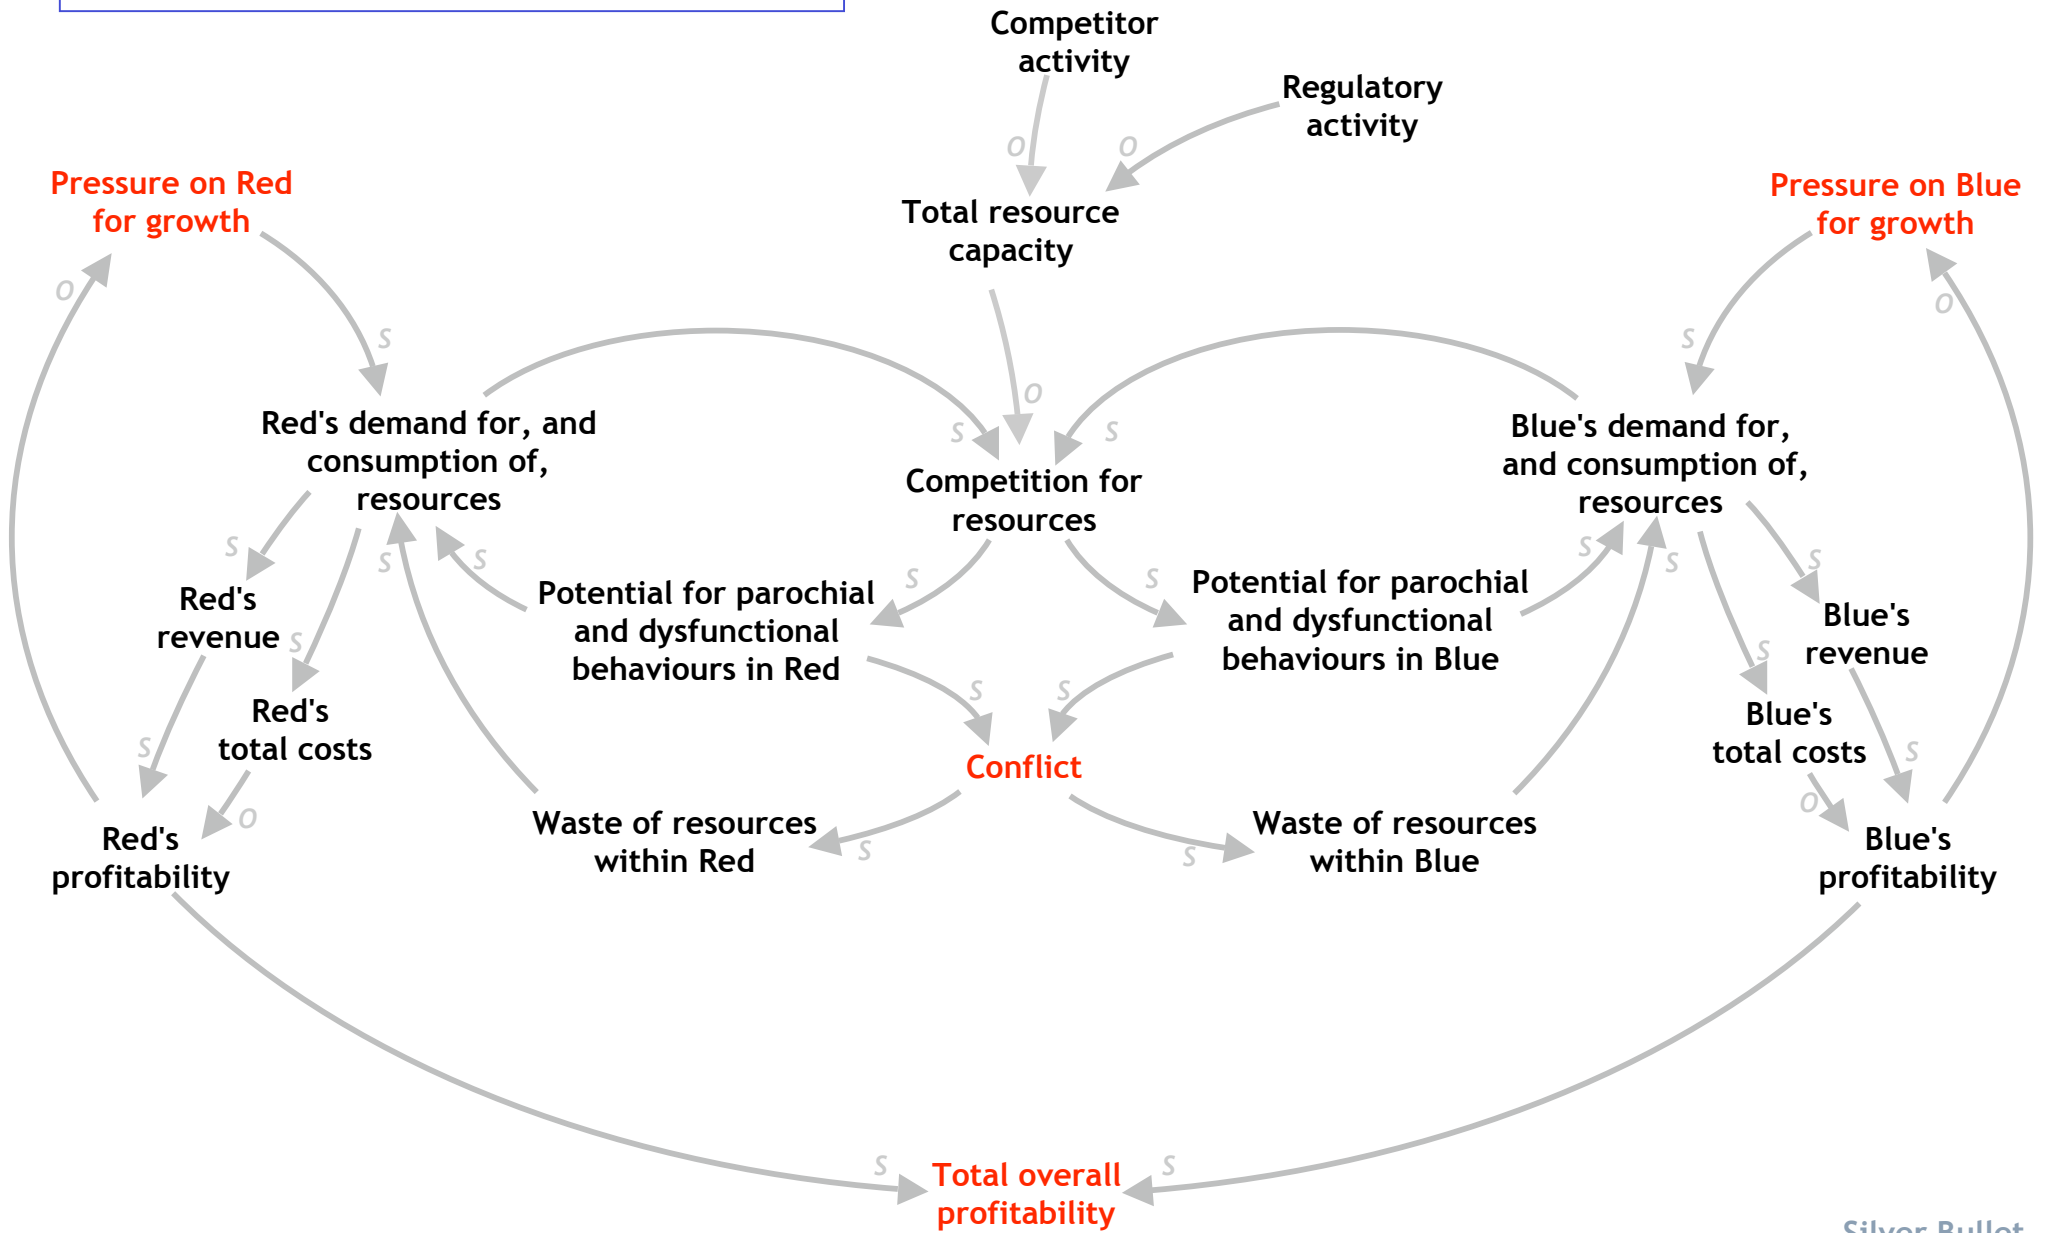 Competitor
activity
Regulatory
activity
O
O
Pressure on Red
for growth
Pressure on Blue
for growth
Total resource
capacity
O
O
S
S
O
S
S
Red's demand for, and
consumption of,
resources
Blue's demand for,
and consumption of,
resources
Competition for
resources
S
S
S
S
S
S
S
S
Red's
revenue
Potential for parochial
and dysfunctional
behaviours in Red
Potential for parochial
and dysfunctional
behaviours in Blue
Blue's
revenue
S
S
S
S
Red's
total costs
Blue's
total costs
Conflict
S
S
O
O
Red's
profitability
Waste of resources
within Red
S
S
Waste of resources
within Blue
Blue's
profitability
S
S
Total overall
profitability
Silver Bullet